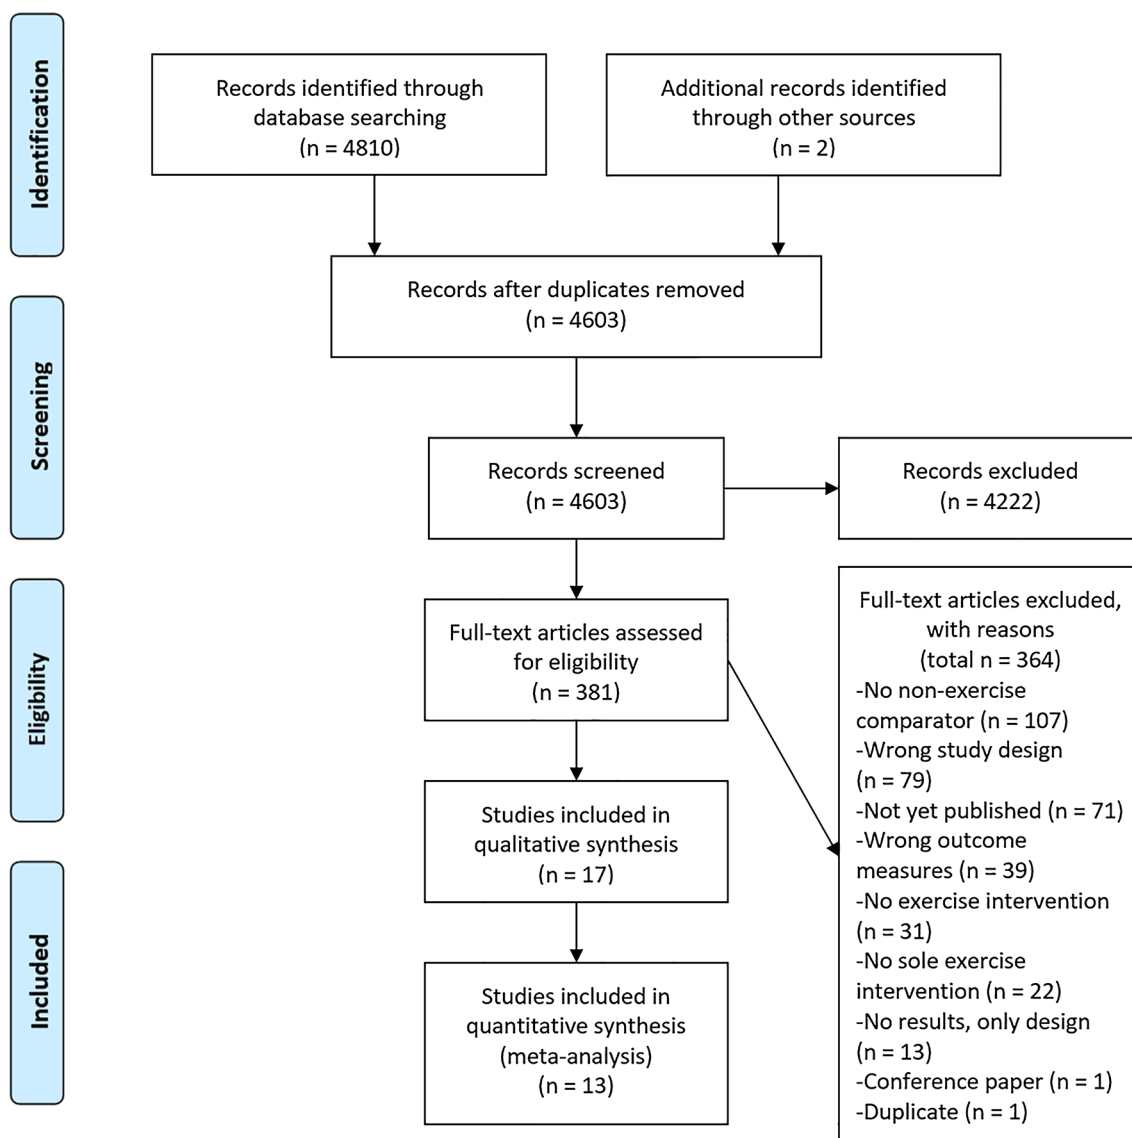 Identification
Records identified through
database searching
(n = 4810)
Additional records identified
through other sources
(n = 2)
Records after duplicates removed
(n = 4603)
Screening
Records screened
(n = 4603)
Records excluded
(n = 4222)
Eligibility
Full-text articles assessed
for eligibility
(n = 381)
Full-text articles excluded,
with reasons
(total n = 364)
-No non-exercise
comparator (n = 107)
-Wrong study design
(n = 79)
-Not yet published (n = 71)
-Wrong outcome
measures (n = 39)
-No exercise intervention
(n = 31)
-No sole exercise
intervention (n = 22)
-No results, only design
(n = 13)
-Conference paper (n = 1)
-Duplicate (n = 1)
Studies included in
qualitative synthesis
(n = 17)
Included
Studies included in
quantitative synthesis
(meta-analysis)
(n = 13)